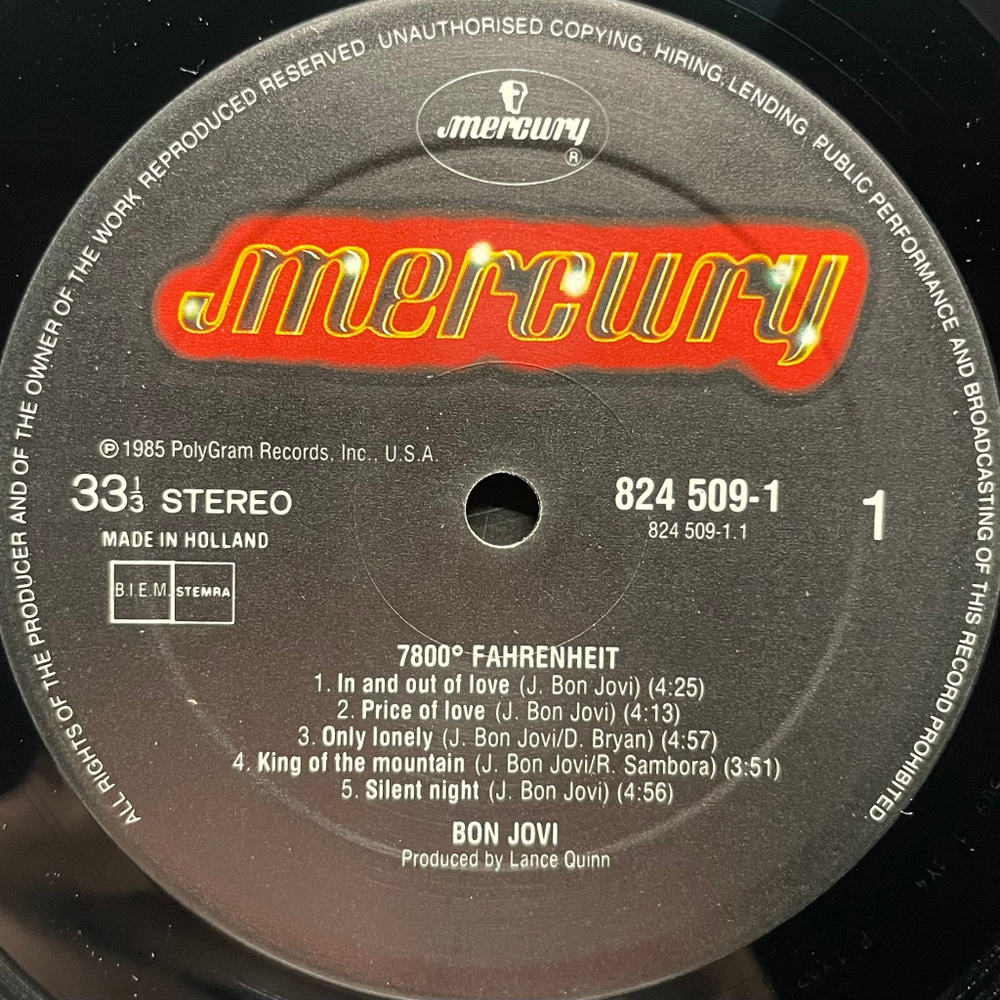 ALL RIGHTS OF THE PRODUCER AND OF THE OWNER OF THE WORK REPRODUCED RESERVED. UNAUTHORISED COPYING, HIRING, LENDING, PUBLIC PERFORMANCE AND BROADCASTING OF THIS RECORD PROHIBITED
mercury
®
mercury
℗ 1985 PolyGram Records, Inc., U.S.A.
33⅓ STEREO
MADE IN HOLLAND
B.I.E.M. STEMRA
824 509-1
824 509-1.1
1
7800° FAHRENHEIT
1. In and out of love (J. Bon Jovi) (4:25)
2. Price of love (J. Bon Jovi) (4:13)
3. Only lonely (J. Bon Jovi/D. Bryan) (4:57)
4. King of the mountain (J. Bon Jovi/R. Sambora) (3:51)
5. Silent night (J. Bon Jovi) (4:56)
BON JOVI
Produced by Lance Quinn